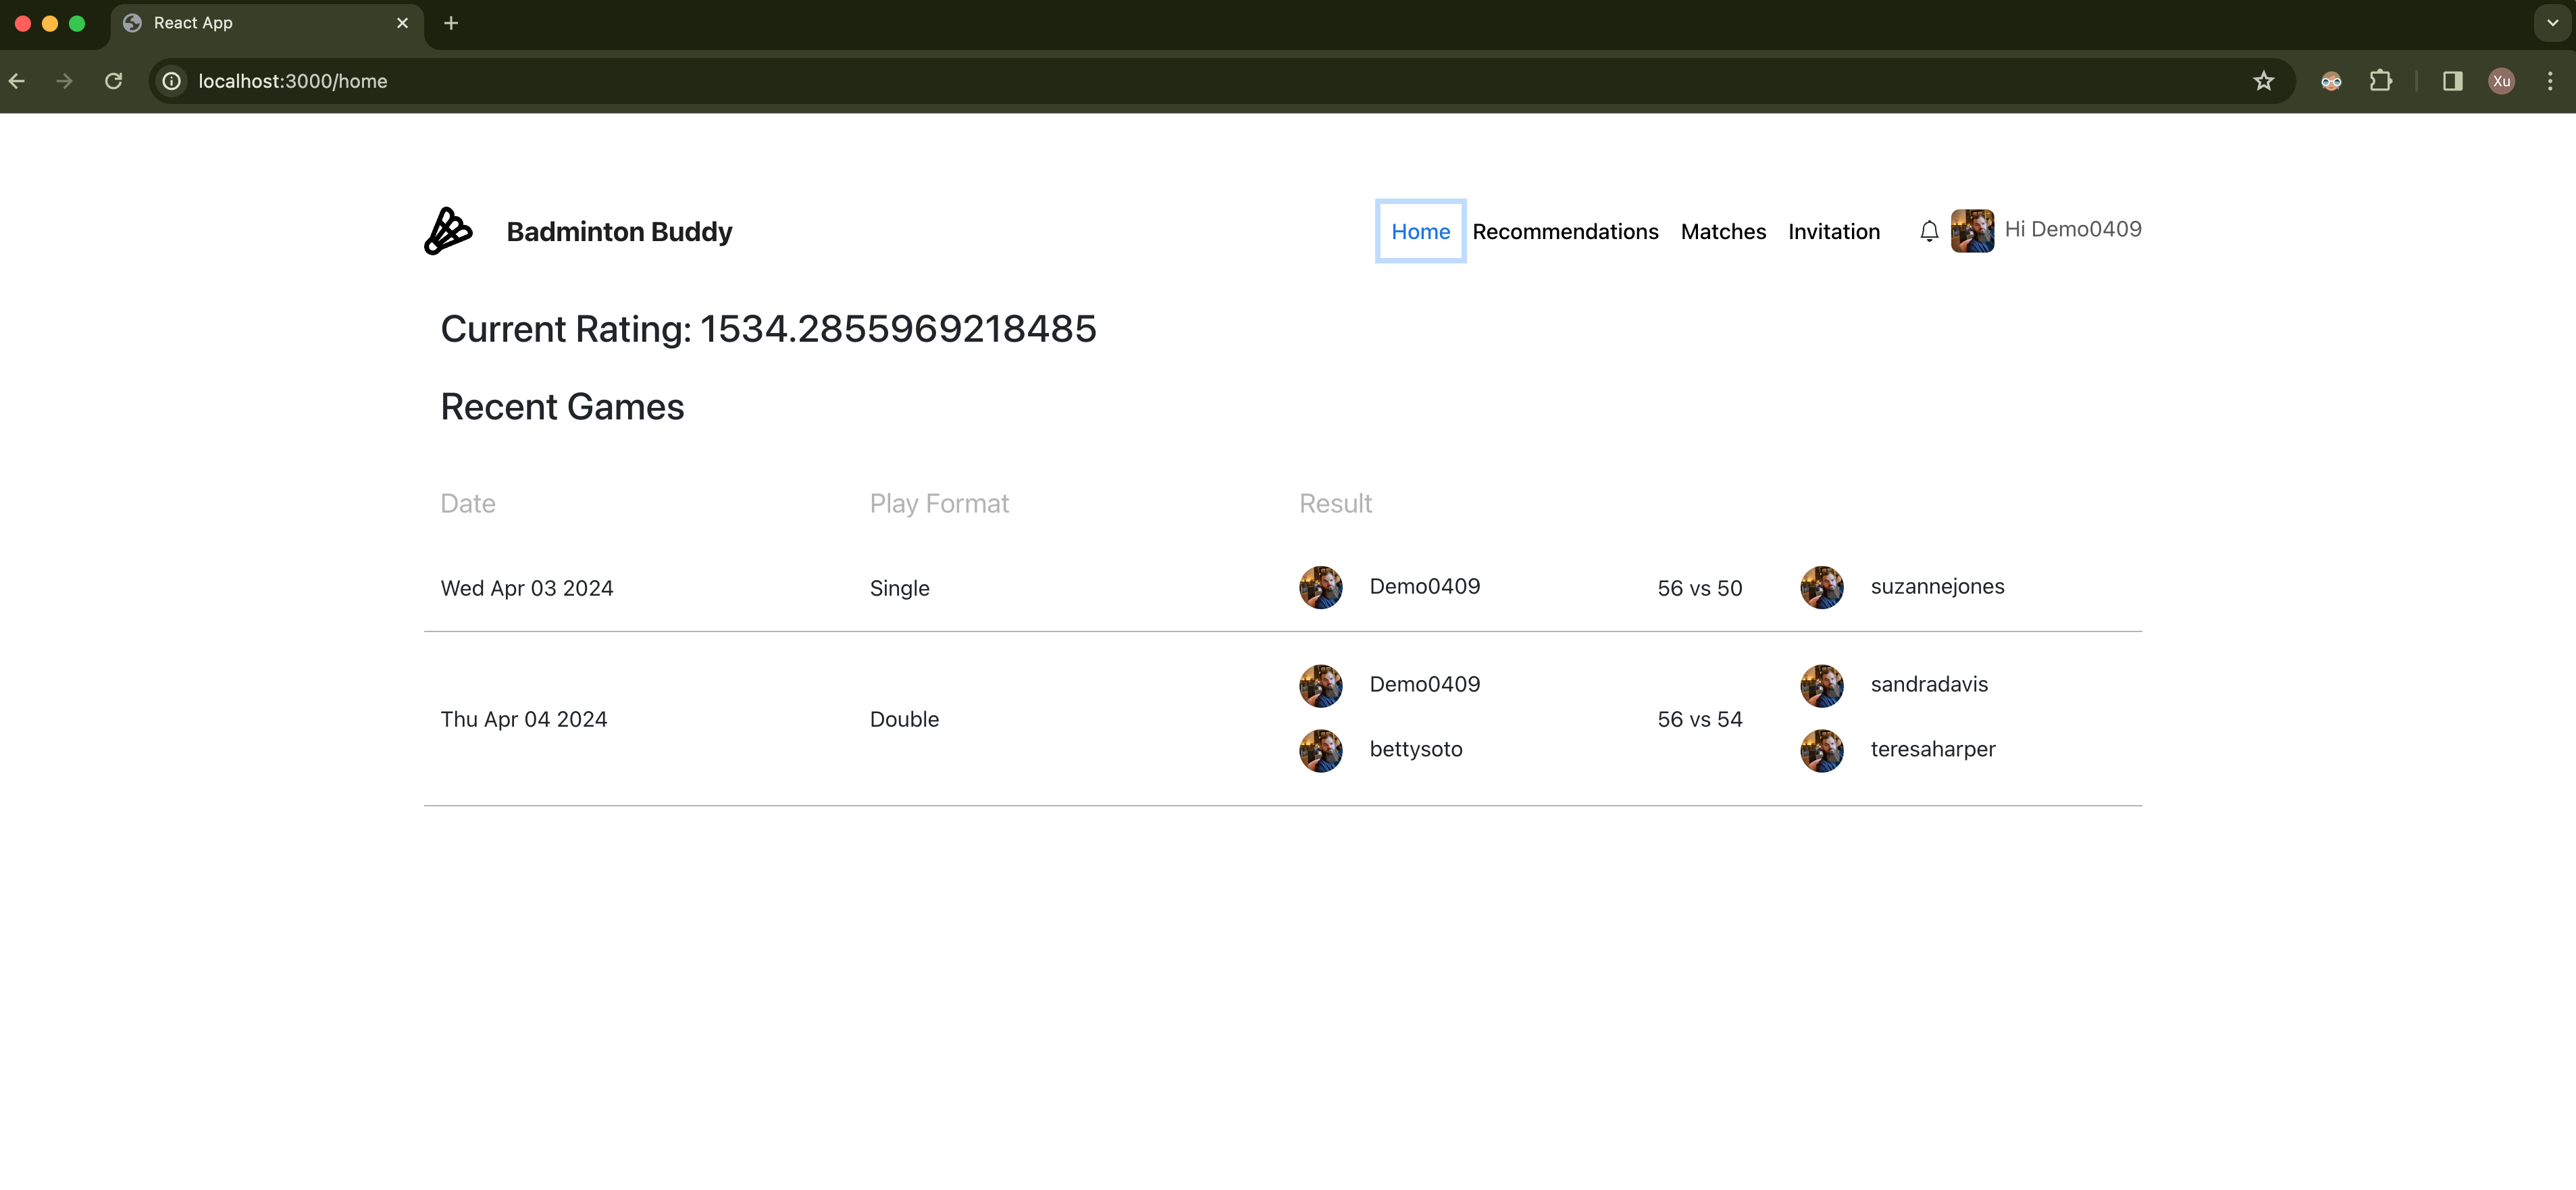 React App
localhost:3000/home
Xu
Badminton Buddy
Home Recommendations Matches Invitation Hi Demo0409
Current Rating: 1534.2855969218485
Recent Games
Date Play Format Result
Wed Apr 03 2024 Single Demo0409 56 vs 50 suzannejones
Demo0409 sandradavis
Thu Apr 04 2024 Double 56 vs 54
bettysoto teresaharper